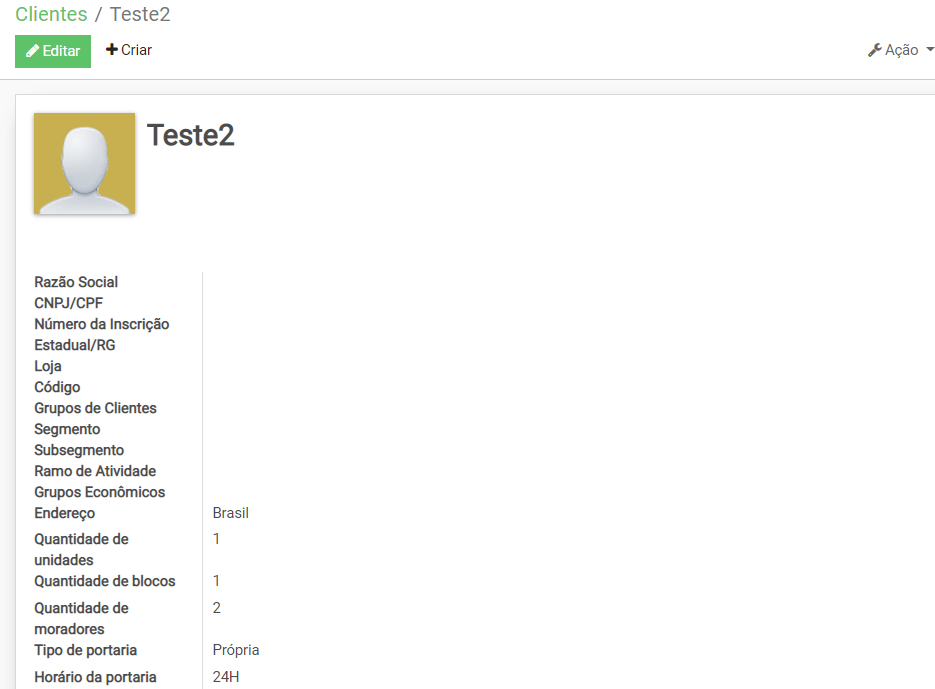 Clientes / Teste2
Editar Criar Ação
Teste2
Razão Social
CNPJ/CPF
Número da Inscrição
Estadual/RG
Loja
Código
Grupos de Clientes
Segmento
Subsegmento
Ramo de Atividade
Grupos Econômicos
Endereço Brasil
Quantidade de 1
unidades
Quantidade de blocos 1
Quantidade de 2
moradores
Tipo de portaria Própria
Horário da portaria 24H